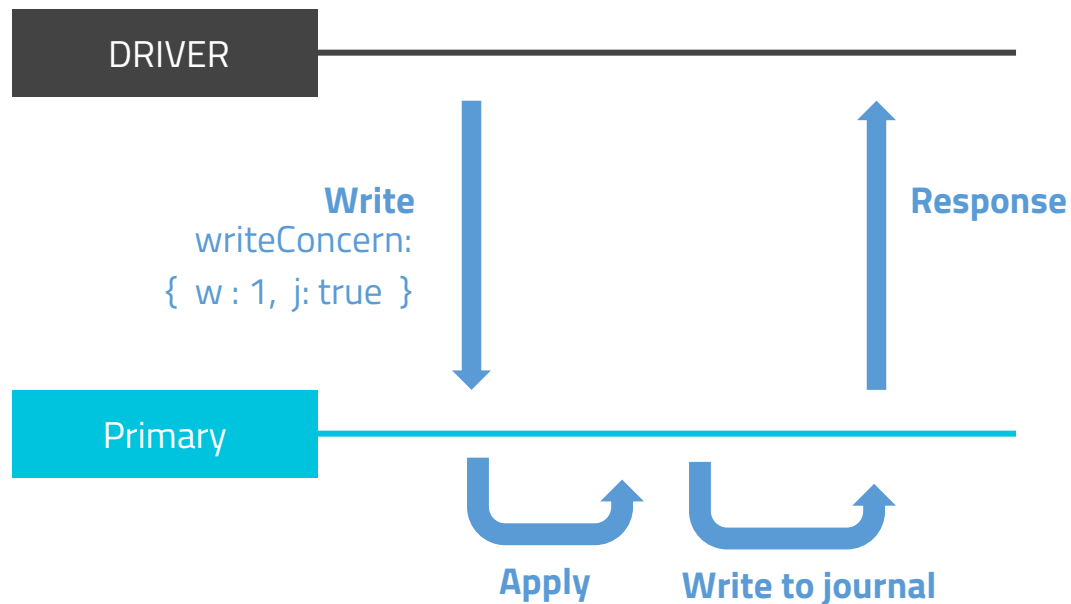 DRIVER
Write
writeConcern:
{ w : 1, j: true }
Response
Primary
Apply
Write to journal